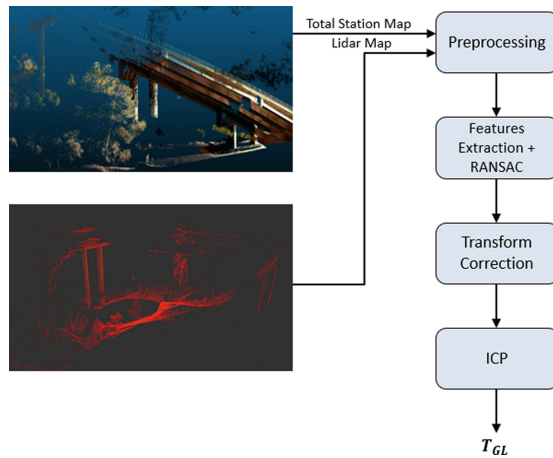 Total Station Map
Lidar Map
Preprocessing
Features
Extraction +
RANSAC
Transform
Correction
ICP
T_GL